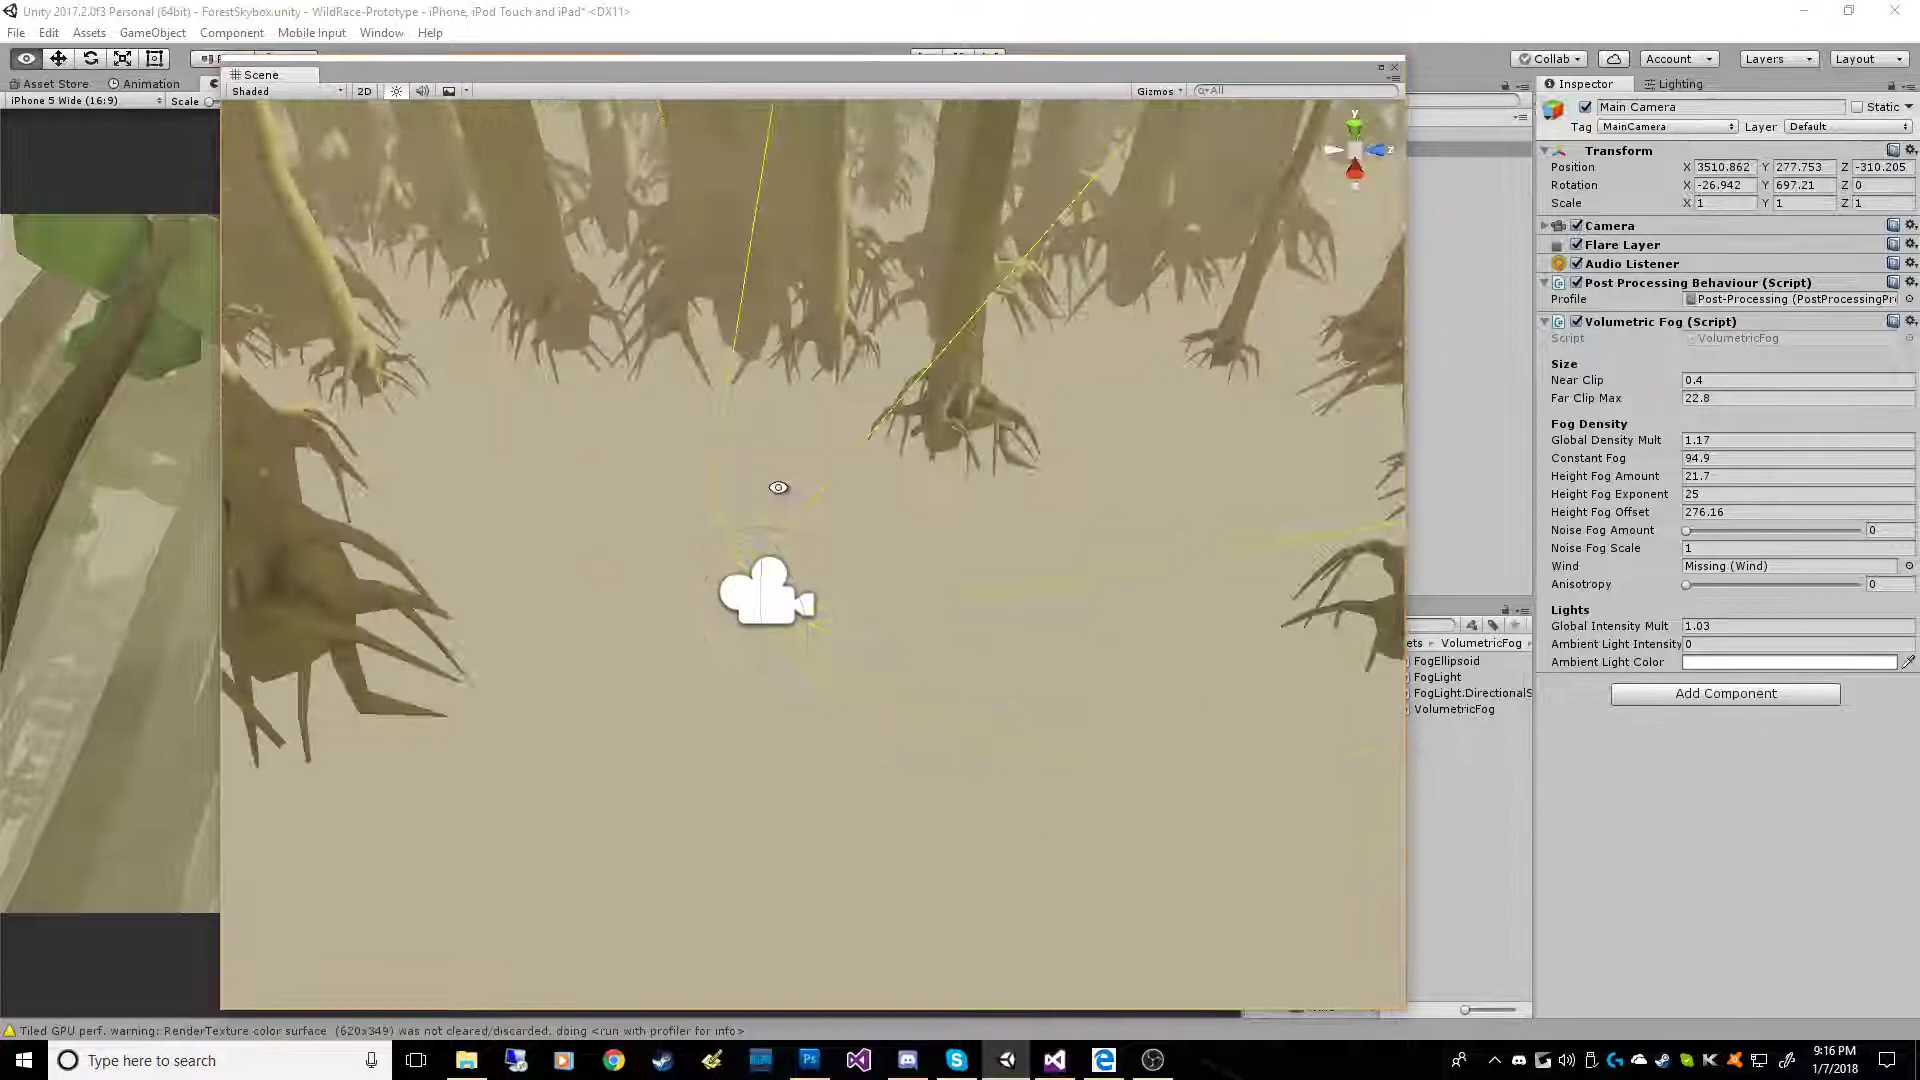 Unity 2017.2.0f3 Personal (64bit) - ForestSkybox.unity - WildRace-Prototype - iPhone, iPod Touch and iPad* <DX11>
File Edit Assets GameObject Component Mobile Input Window Help
Collab Account Layers Layout
Asset Store Animation
iPhone 5 Wide (16:9) Scale
Scene
Shaded 2D Gizmos All
y
z
Inspector Lighting
Main Camera Static
Tag MainCamera Layer Default
Transform
Position X 3510.862 Y 277.753 Z -310.205
Rotation X -26.942 Y 697.21 Z 0
Scale X 1 Y 1 Z 1
Camera
Flare Layer
Audio Listener
Post Processing Behaviour (Script)
Profile Post-Processing (PostProcessingPr
Volumetric Fog (Script)
Script VolumetricFog
Size
Near Clip 0.4
Far Clip Max 22.8
Fog Density
Global Density Mult 1.17
Constant Fog 94.9
Height Fog Amount 21.7
Height Fog Exponent 25
Height Fog Offset 276.16
Noise Fog Amount 0
Noise Fog Scale 1
Wind Missing (Wind)
Anisotropy 0
Lights
Global Intensity Mult 1.03
Ambient Light Intensity 0
Ambient Light Color
Add Component
ets VolumetricFog
FogEllipsoid
FogLight
FogLight.DirectionalS
VolumetricFog
Tiled GPU perf. warning: RenderTexture color surface (620x349) was not cleared/discarded, doing <run with profiler for info>
Type here to search
Ps
9:16 PM
1/7/2018